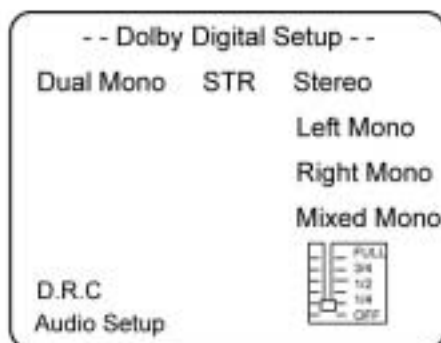 - - Dolby Digital Setup - -
Dual Mono STR Stereo
Left Mono
Right Mono
Mixed Mono
FULL
3/4
1/2
1/4
OFF
D.R.C
Audio Setup